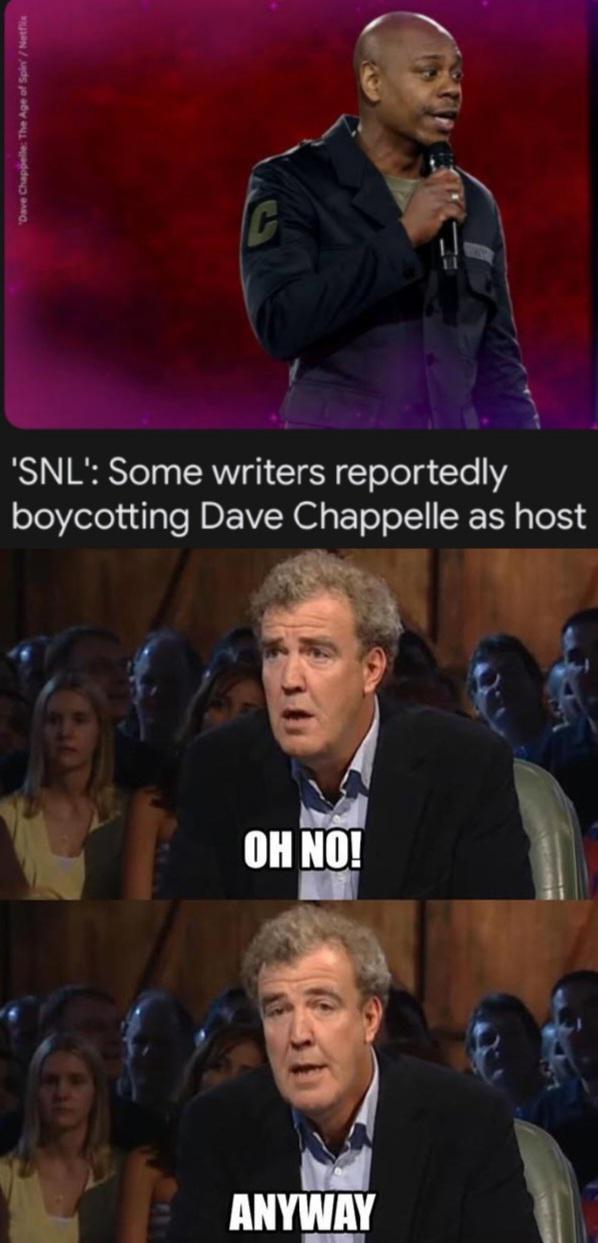 'Dave Chappelle: The Age of Spin' / Netflix
C
'SNL': Some writers reportedly
boycotting Dave Chappelle as host
OH NO!
ANYWAY